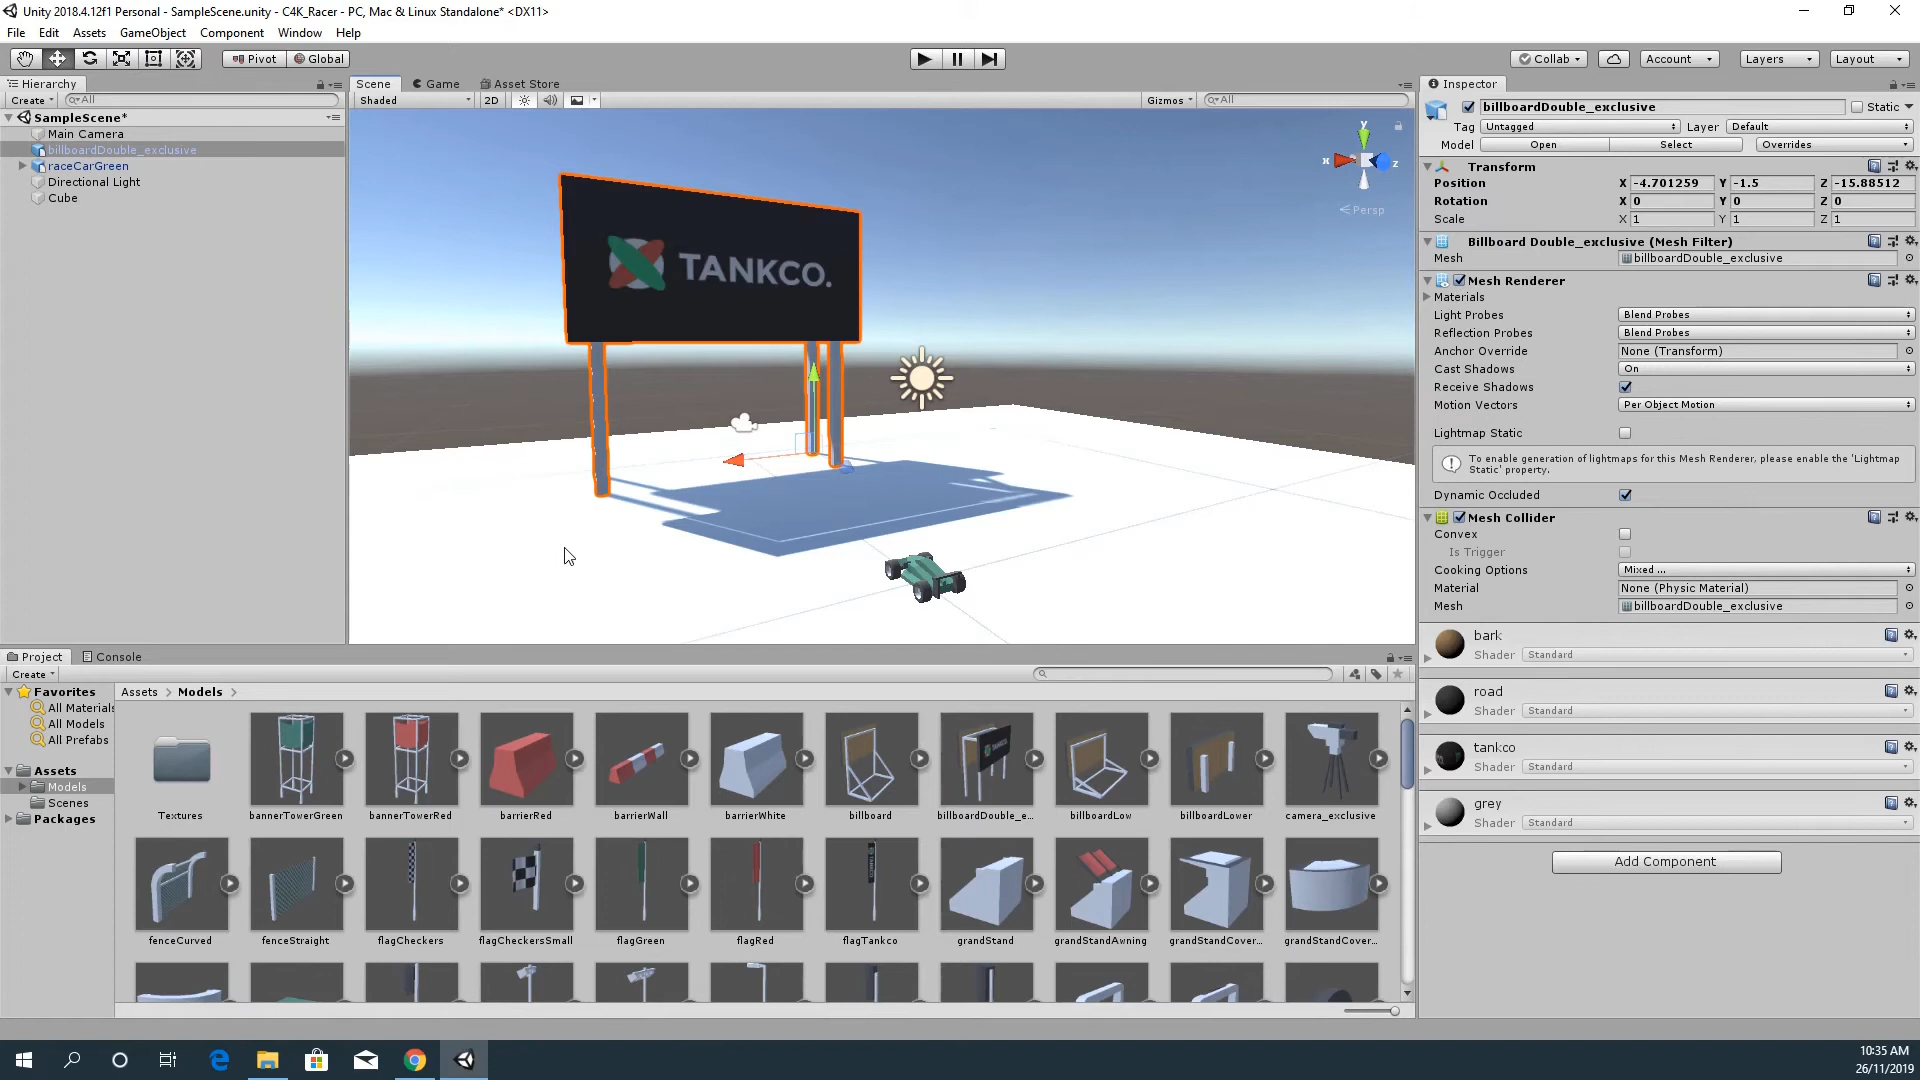 Unity 2018.4.12f1 Personal - SampleScene.unity - C4K_Racer - PC, Mac & Linux Standalone* <DX11>
File Edit Assets GameObject Component Window Help
Pivot Global Collab Account Layers Layout
Hierarchy
Create All
SampleScene*
Main Camera
billboardDouble_exclusive
raceCarGreen
Directional Light
Cube
Scene Game Asset Store
Shaded 2D Gizmos All
y
x z
Persp
TANKCO.
Inspector
billboardDouble_exclusive Static
Tag Untagged Layer Default
Model Open Select Overrides
Transform
Position X -4.701259 Y -1.5 Z -15.88512
Rotation X 0 Y 0 Z 0
Scale X 1 Y 1 Z 1
Billboard Double_exclusive (Mesh Filter)
Mesh billboardDouble_exclusive
Mesh Renderer
Materials
Light Probes Blend Probes
Reflection Probes Blend Probes
Anchor Override None (Transform)
Cast Shadows On
Receive Shadows
Motion Vectors Per Object Motion
Lightmap Static
To enable generation of lightmaps for this Mesh Renderer, please enable the 'Lightmap
Static' property.
Dynamic Occluded
Mesh Collider
Convex
Is Trigger
Cooking Options Mixed ...
Material None (Physic Material)
Mesh billboardDouble_exclusive
bark
Shader Standard
road
Shader Standard
tankco
Shader Standard
grey
Shader Standard
Add Component
Project Console
Create
Favorites
All Materials
All Models
All Prefabs
Assets
Models
Scenes
Packages
Assets > Models >
Textures bannerTowerGreen bannerTowerRed barrierRed barrierWall barrierWhite billboard billboardDouble_e... billboardLow billboardLower camera_exclusive
fenceCurved fenceStraight flagCheckers flagCheckersSmall flagGreen flagRed flagTankco grandStand grandStandAwning grandStandCover... grandStandCover...
10:35 AM
26/11/2019